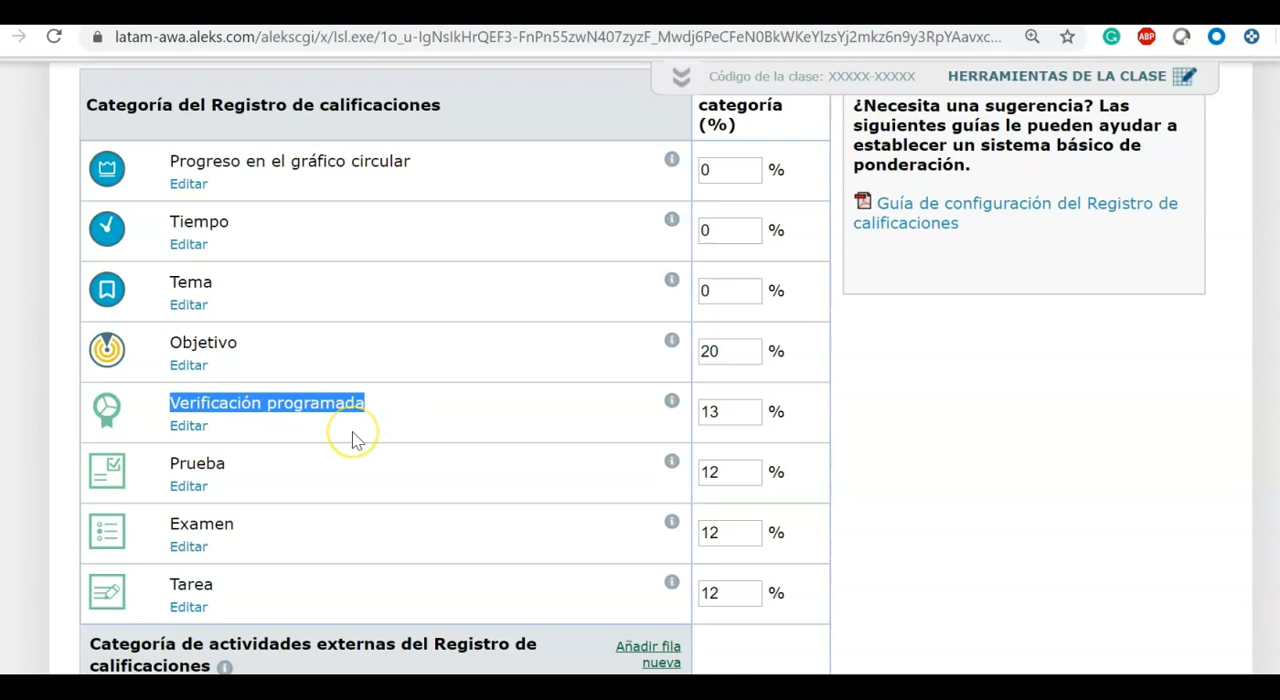 latam-awa.aleks.com/alekscgi/x/Isl.exe/1o_u-IgNsIkHrQEF3-FnPn55zwN407zyzF_Mwdj6PeCFeN0BkWKeYlzsYj2mkz6n9y3RpYAavxc...
ABP
Código de la clase: XXXXX-XXXXX
HERRAMIENTAS DE LA CLASE
Categoría del Registro de calificaciones
categoría
(%)
Progreso en el gráfico circular
Editar
0 %
Tiempo
Editar
0 %
Tema
Editar
0 %
Objetivo
Editar
20 %
Verificación programada
Editar
13 %
Prueba
Editar
12 %
Examen
Editar
12 %
Tarea
Editar
12 %
Categoría de actividades externas del Registro de
calificaciones
Añadir fila
nueva
¿Necesita una sugerencia? Las
siguientes guías le pueden ayudar a
establecer un sistema básico de
ponderación.
Guía de configuración del Registro de
calificaciones